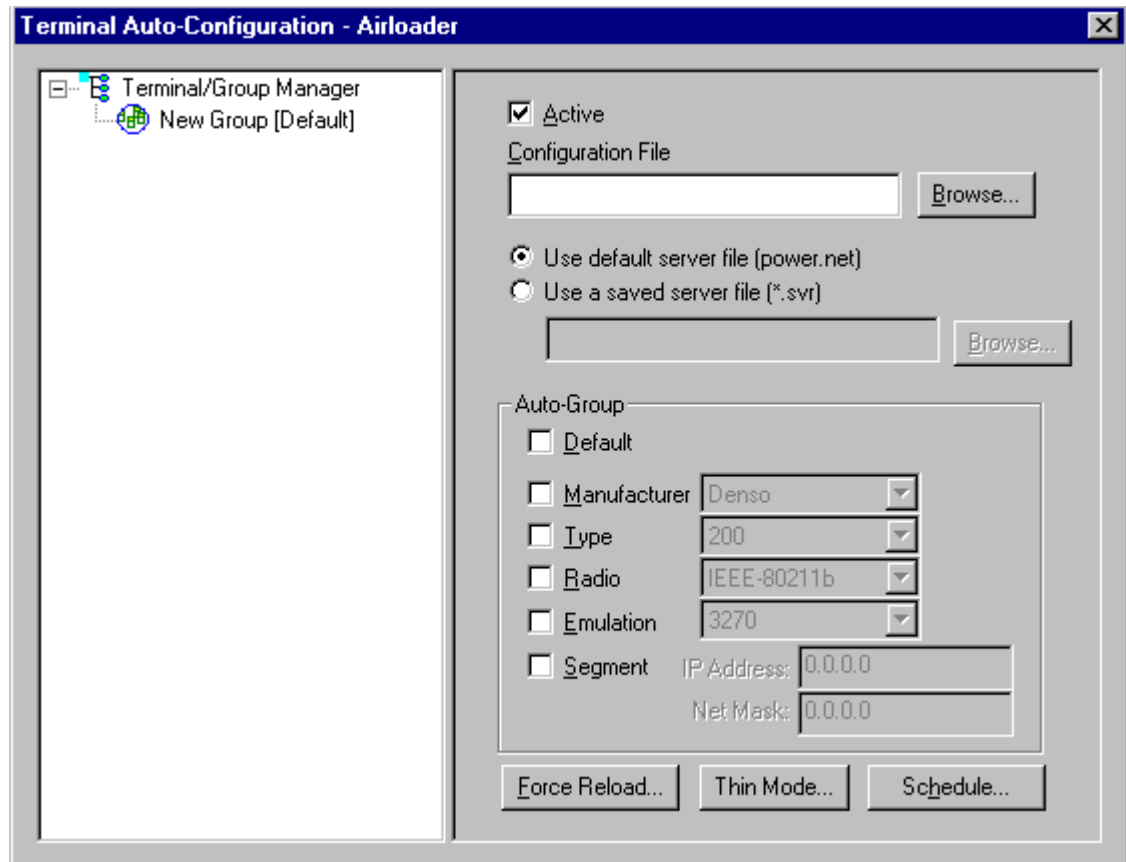 Terminal Auto-Configuration - Airloader
Terminal/Group Manager
New Group [Default]
Active
Configuration File
Browse...
Use default server file (power.net)
Use a saved server file (*.svr)
Browse...
Auto-Group
Default
Manufacturer Denso
Type 200
Radio IEEE-80211b
Emulation 3270
Segment IP Address: 0.0.0.0
Net Mask: 0.0.0.0
Force Reload... Thin Mode... Schedule...